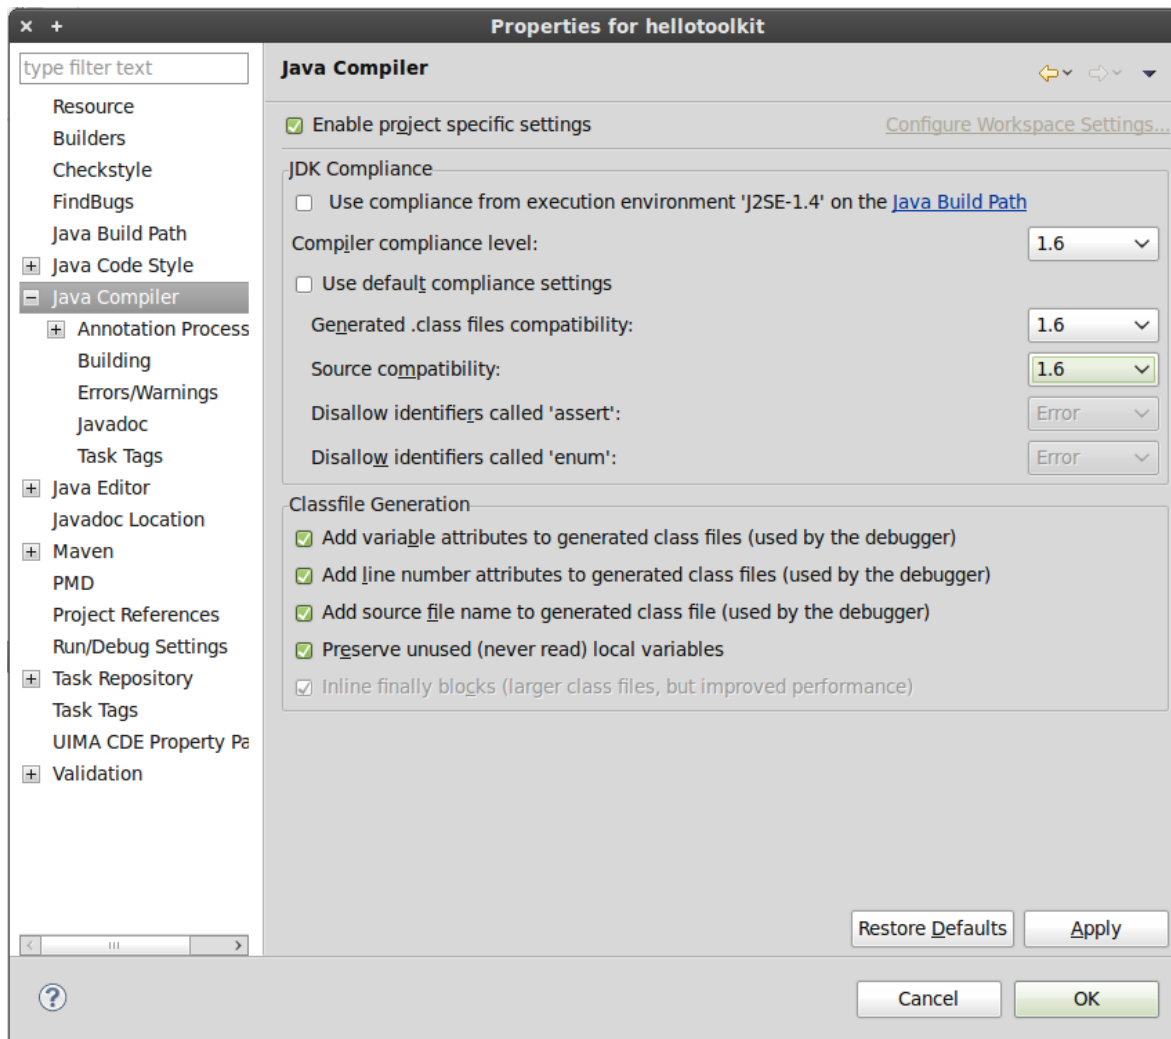 Properties for hellotoolkit
type filter text
Resource
Builders
Checkstyle
FindBugs
Java Build Path
Java Code Style
Java Compiler
Annotation Process
Building
Errors/Warnings
Javadoc
Task Tags
Java Editor
Javadoc Location
Maven
PMD
Project References
Run/Debug Settings
Task Repository
Task Tags
UIMA CDE Property Pa
Validation
Java Compiler
Enable project specific settings
Configure Workspace Settings...
JDK Compliance
Use compliance from execution environment 'J2SE-1.4' on the Java Build Path
Compiler compliance level: 1.6
Use default compliance settings
Generated .class files compatibility: 1.6
Source compatibility: 1.6
Disallow identifiers called 'assert': Error
Disallow identifiers called 'enum': Error
Classfile Generation
Add variable attributes to generated class files (used by the debugger)
Add line number attributes to generated class files (used by the debugger)
Add source file name to generated class file (used by the debugger)
Preserve unused (never read) local variables
Inline finally blocks (larger class files, but improved performance)
Restore Defaults
Apply
Cancel
OK